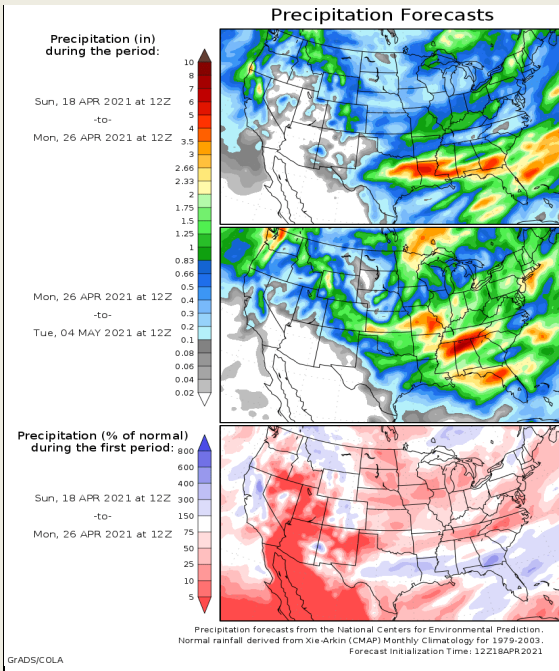 Precipitation Forecasts
Precipitation (in)
during the period:
Sun, 18 APR 2021 at 12Z
-to-
Mon, 26 APR 2021 at 12Z
10
8
7
6
5
4
3.5
3
2.66
2.33
2
1.75
1.5
1.25
1
0.83
0.66
0.5
0.4
0.3
0.2
0.1
0.08
0.06
0.04
0.02
Mon, 26 APR 2021 at 12Z
-to-
Tue, 04 MAY 2021 at 12Z
Precipitation (% of normal)
during the first period:
Sun, 18 APR 2021 at 12Z
-to-
Mon, 26 APR 2021 at 12Z
800
600
400
300
150
75
50
25
10
5
Precipitation forecasts from the National Centers for Environmental Prediction.
Normal rainfall derived from Xie-Arkin (CMAP) Monthly Climatology for 1979-2003.
Forecast Initialization Time: 12Z18APR2021
GrADS/COLA